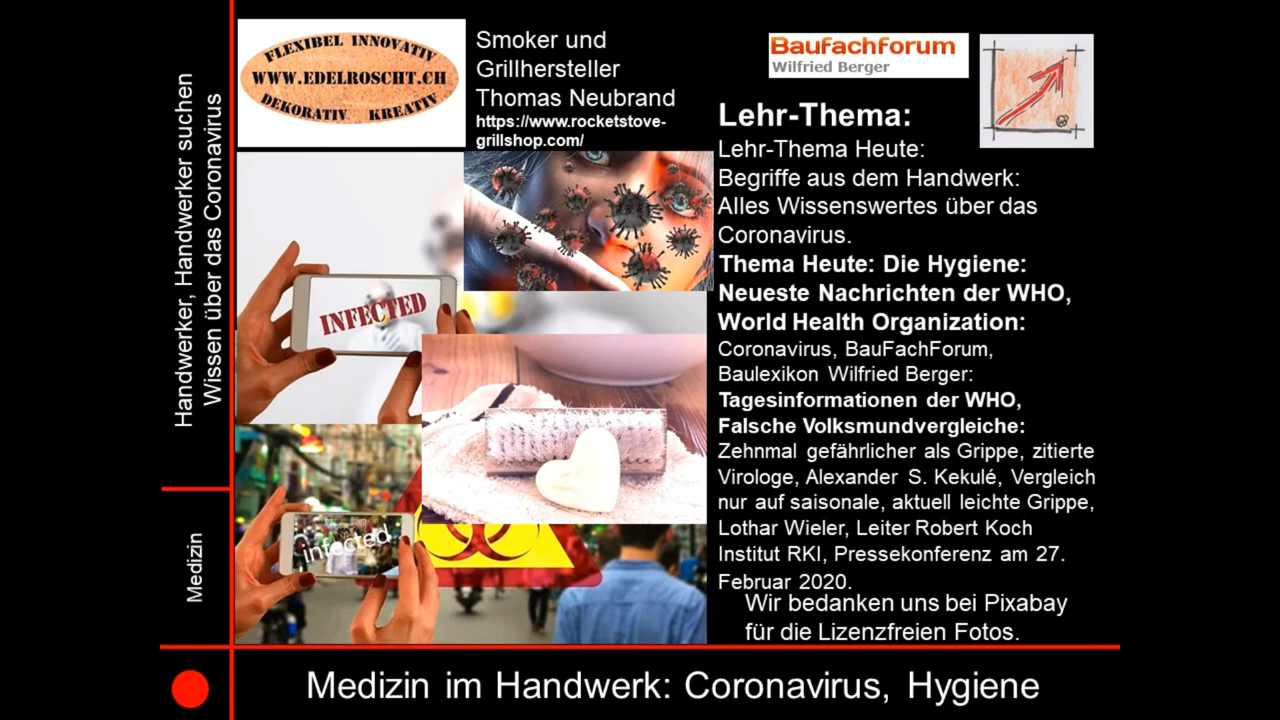 Handwerker, Handwerker suchen
Wissen über das Coronavirus
Medizin
FLEXIBEL INNOVATIV
WWW.EDELROSCHT.CH
DEKORATIV KREATIV
Smoker und
Grillhersteller
Thomas Neubrand
https://www.rocketstove-
grillshop.com/
Baufachforum
Wilfried Berger
INFECTED
infected
Lehr-Thema:
Lehr-Thema Heute:
Begriffe aus dem Handwerk:
Alles Wissenswertes über das
Coronavirus.
Thema Heute: Die Hygiene:
Neueste Nachrichten der WHO,
World Health Organization:
Coronavirus, BauFachForum,
Baulexikon Wilfried Berger:
Tagesinformationen der WHO,
Falsche Volksmundvergleiche:
Zehnmal gefährlicher als Grippe, zitierte
Virologe, Alexander S. Kekulé, Vergleich
nur auf saisonale, aktuell leichte Grippe,
Lothar Wieler, Leiter Robert Koch
Institut RKI, Pressekonferenz am 27.
Februar 2020.
Wir bedanken uns bei Pixabay
für die Lizenzfreien Fotos.
Medizin im Handwerk: Coronavirus, Hygiene